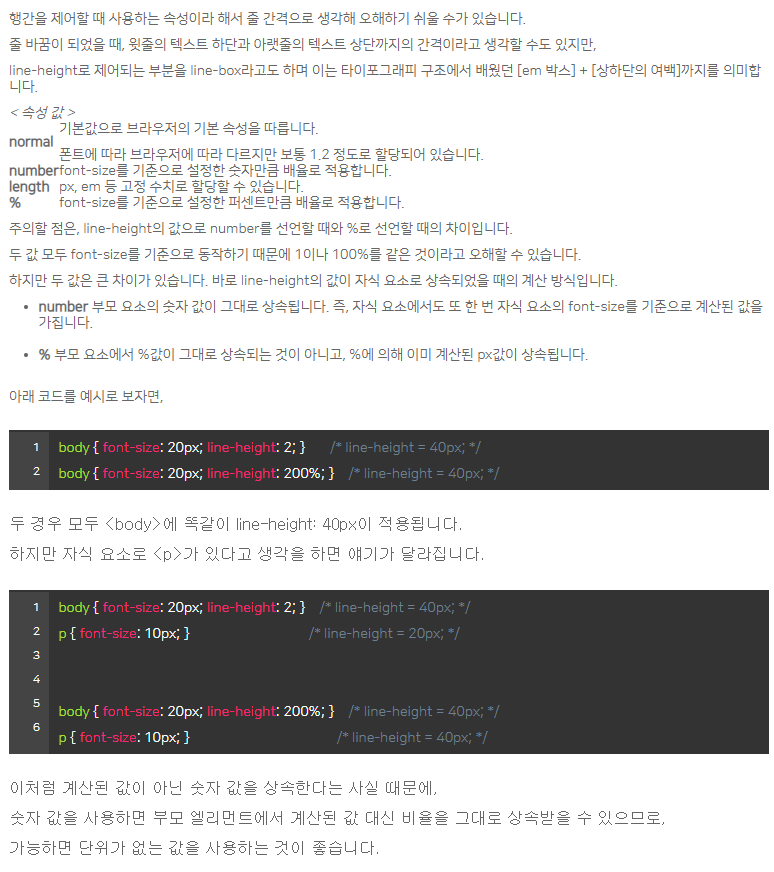 행간을 제어할 때 사용하는 속성이라 해서 줄 간격으로 생각해 오해하기 쉬울 수가 있습니다.
줄 바꿈이 되었을 때, 윗줄의 텍스트 하단과 아랫줄의 텍스트 상단까지의 간격이라고 생각할 수도 있지만,
line-height로 제어되는 부분을 line-box라고도 하며 이는 타이포그래피 구조에서 배웠던 [em 박스] + [상하단의 여백]까지를 의미합
니다.
< 속성 값 >
기본값으로 브라우저의 기본 속성을 따릅니다.
normal
폰트에 따라 브라우저에 따라 다르지만 보통 1.2 정도로 할당되어 있습니다.
number font-size를 기준으로 설정한 숫자만큼 배율로 적용합니다.
length px, em 등 고정 수치로 할당할 수 있습니다.
% font-size를 기준으로 설정한 퍼센트만큼 배율로 적용합니다.
주의할 점은, line-height의 값으로 number를 선언할 때와 %로 선언할 때의 차이입니다.
두 값 모두 font-size를 기준으로 동작하기 때문에 1이나 100%를 같은 것이라고 오해할 수 있습니다.
하지만 두 값은 큰 차이가 있습니다. 바로 line-height의 값이 자식 요소로 상속되었을 때의 계산 방식입니다.
• number 부모 요소의 숫자 값이 그대로 상속됩니다. 즉, 자식 요소에서도 또 한 번 자식 요소의 font-size를 기준으로 계산된 값을
가집니다.
• % 부모 요소에서 %값이 그대로 상속되는 것이 아니고, %에 의해 이미 계산된 px값이 상속됩니다.
아래 코드를 예시로 보자면,
1 body { font-size: 20px; line-height: 2; } /* line-height = 40px; */
2 body { font-size: 20px; line-height: 200%; } /* line-height = 40px; */
두 경우 모두 <body>에 똑같이 line-height: 40px이 적용됩니다.
하지만 자식 요소로 <p>가 있다고 생각을 하면 얘기가 달라집니다.
1 body { font-size: 20px; line-height: 2; } /* line-height = 40px; */
2 p { font-size: 10px; } /* line-height = 20px; */
3
4
5 body { font-size: 20px; line-height: 200%; } /* line-height = 40px; */
6 p { font-size: 10px; } /* line-height = 40px; */
이처럼 계산된 값이 아닌 숫자 값을 상속한다는 사실 때문에,
숫자 값을 사용하면 부모 엘리먼트에서 계산된 값 대신 비율을 그대로 상속받을 수 있으므로,
가능하면 단위가 없는 값을 사용하는 것이 좋습니다.